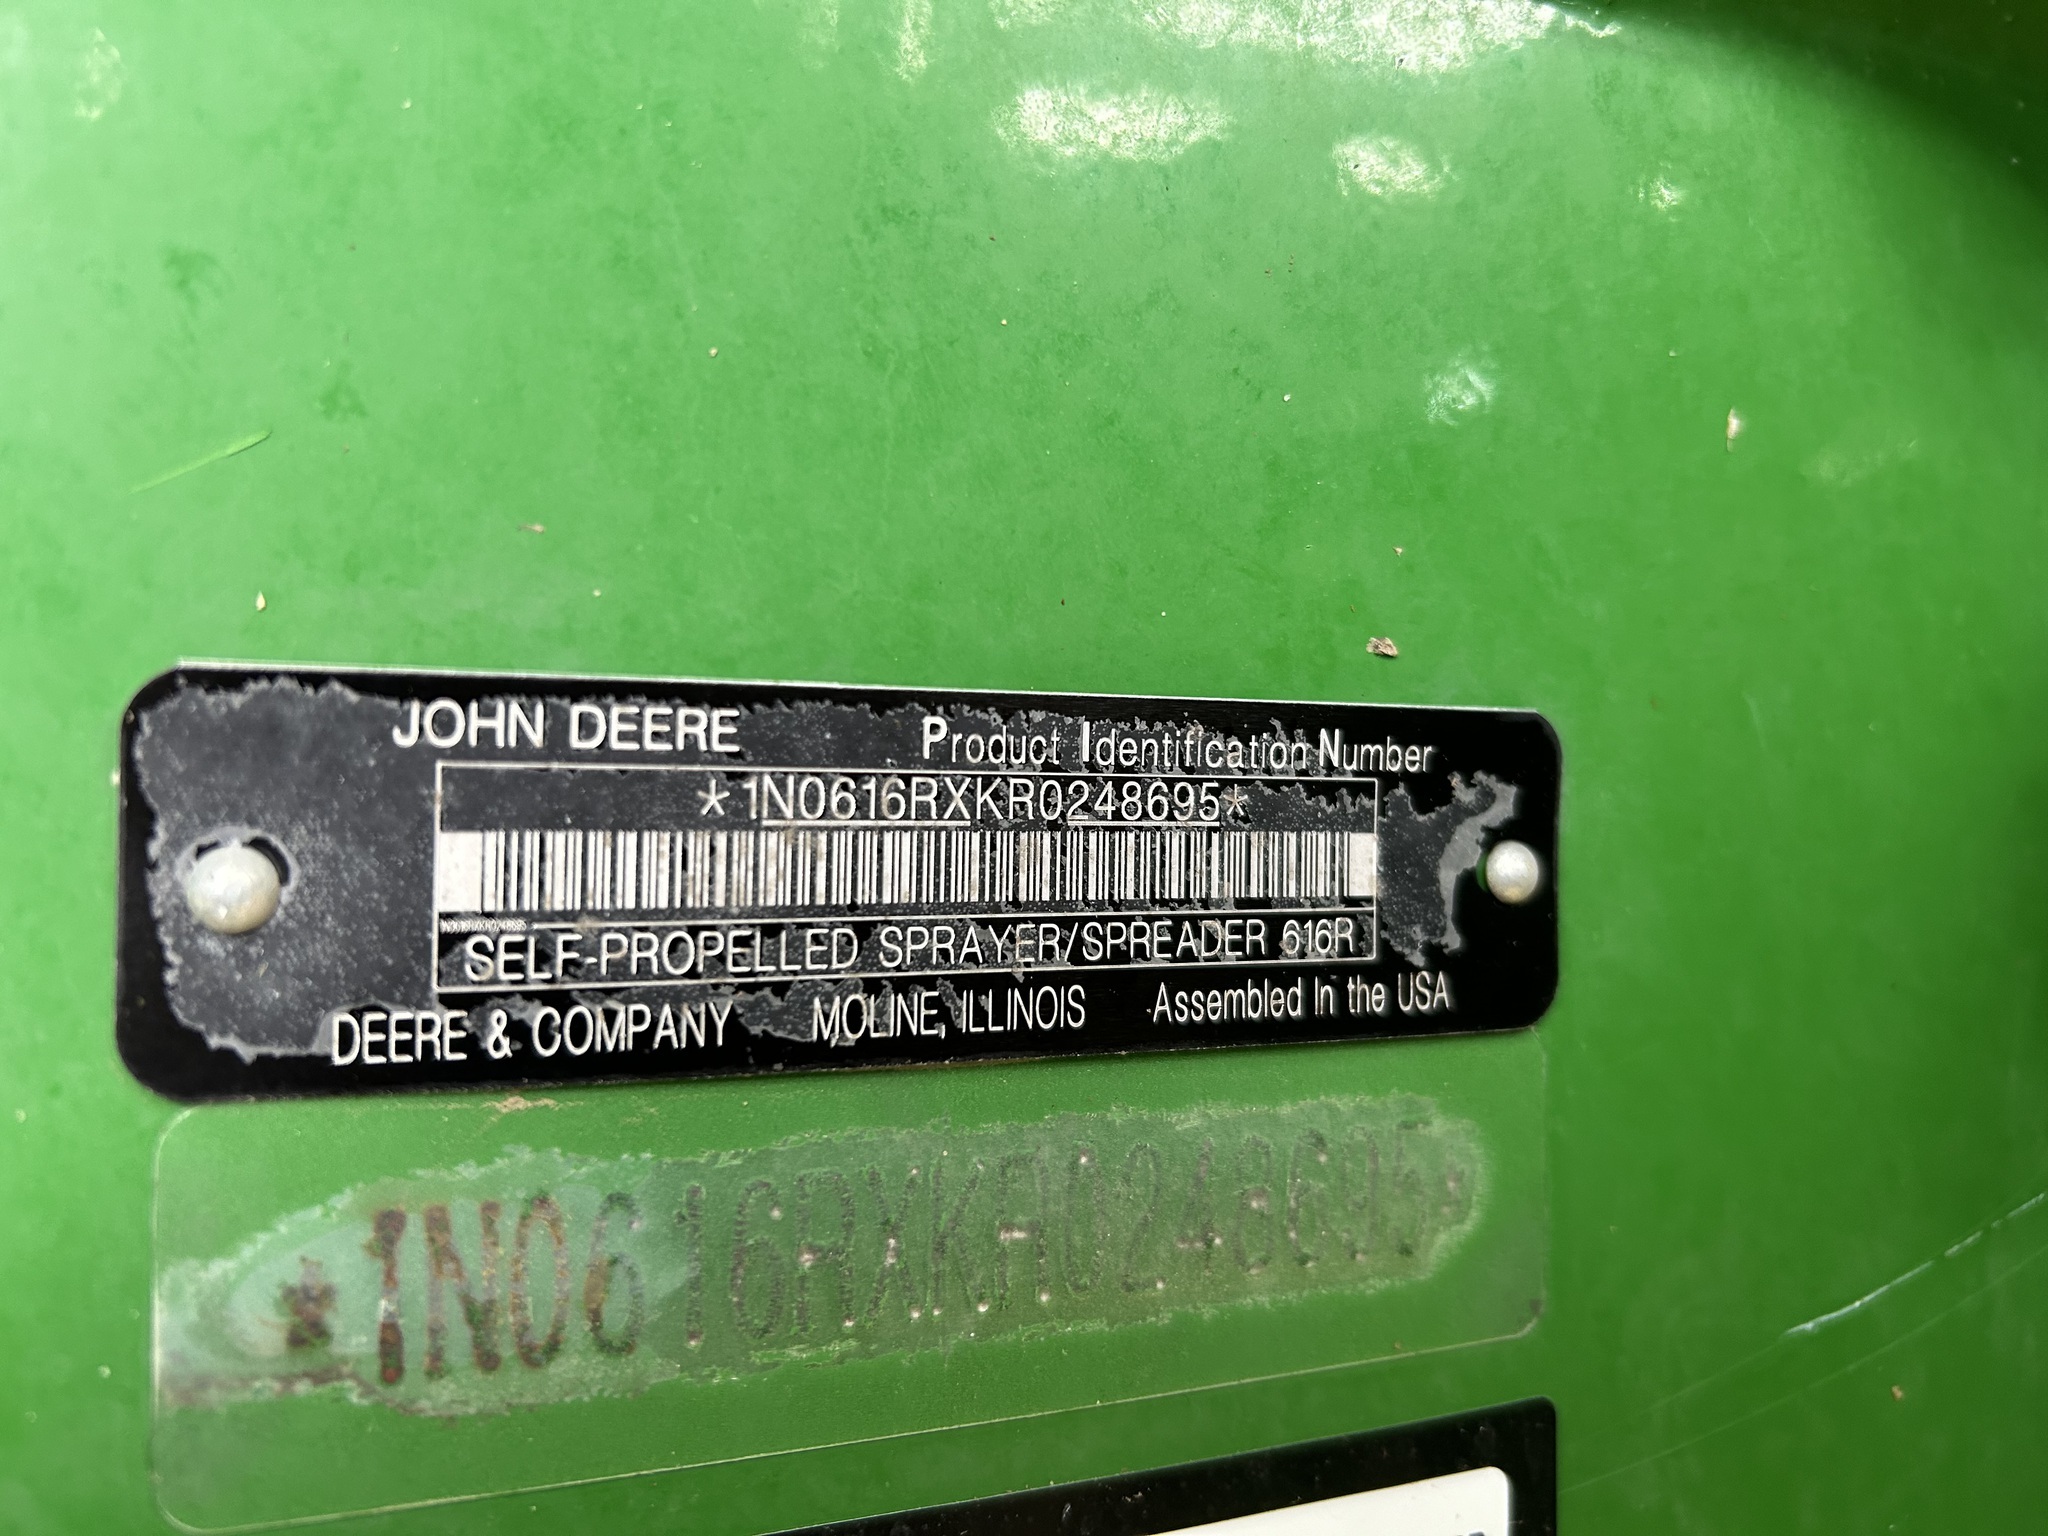 JOHN DEERE Product Identification Number
*1N0616RXKR0248695*
1N0616RXKR0248695
SELF-PROPELLED SPRAYER/SPREADER 616R
DEERE & COMPANY MOLINE, ILLINOIS Assembled In the USA
*1N0616RXKR0248695*